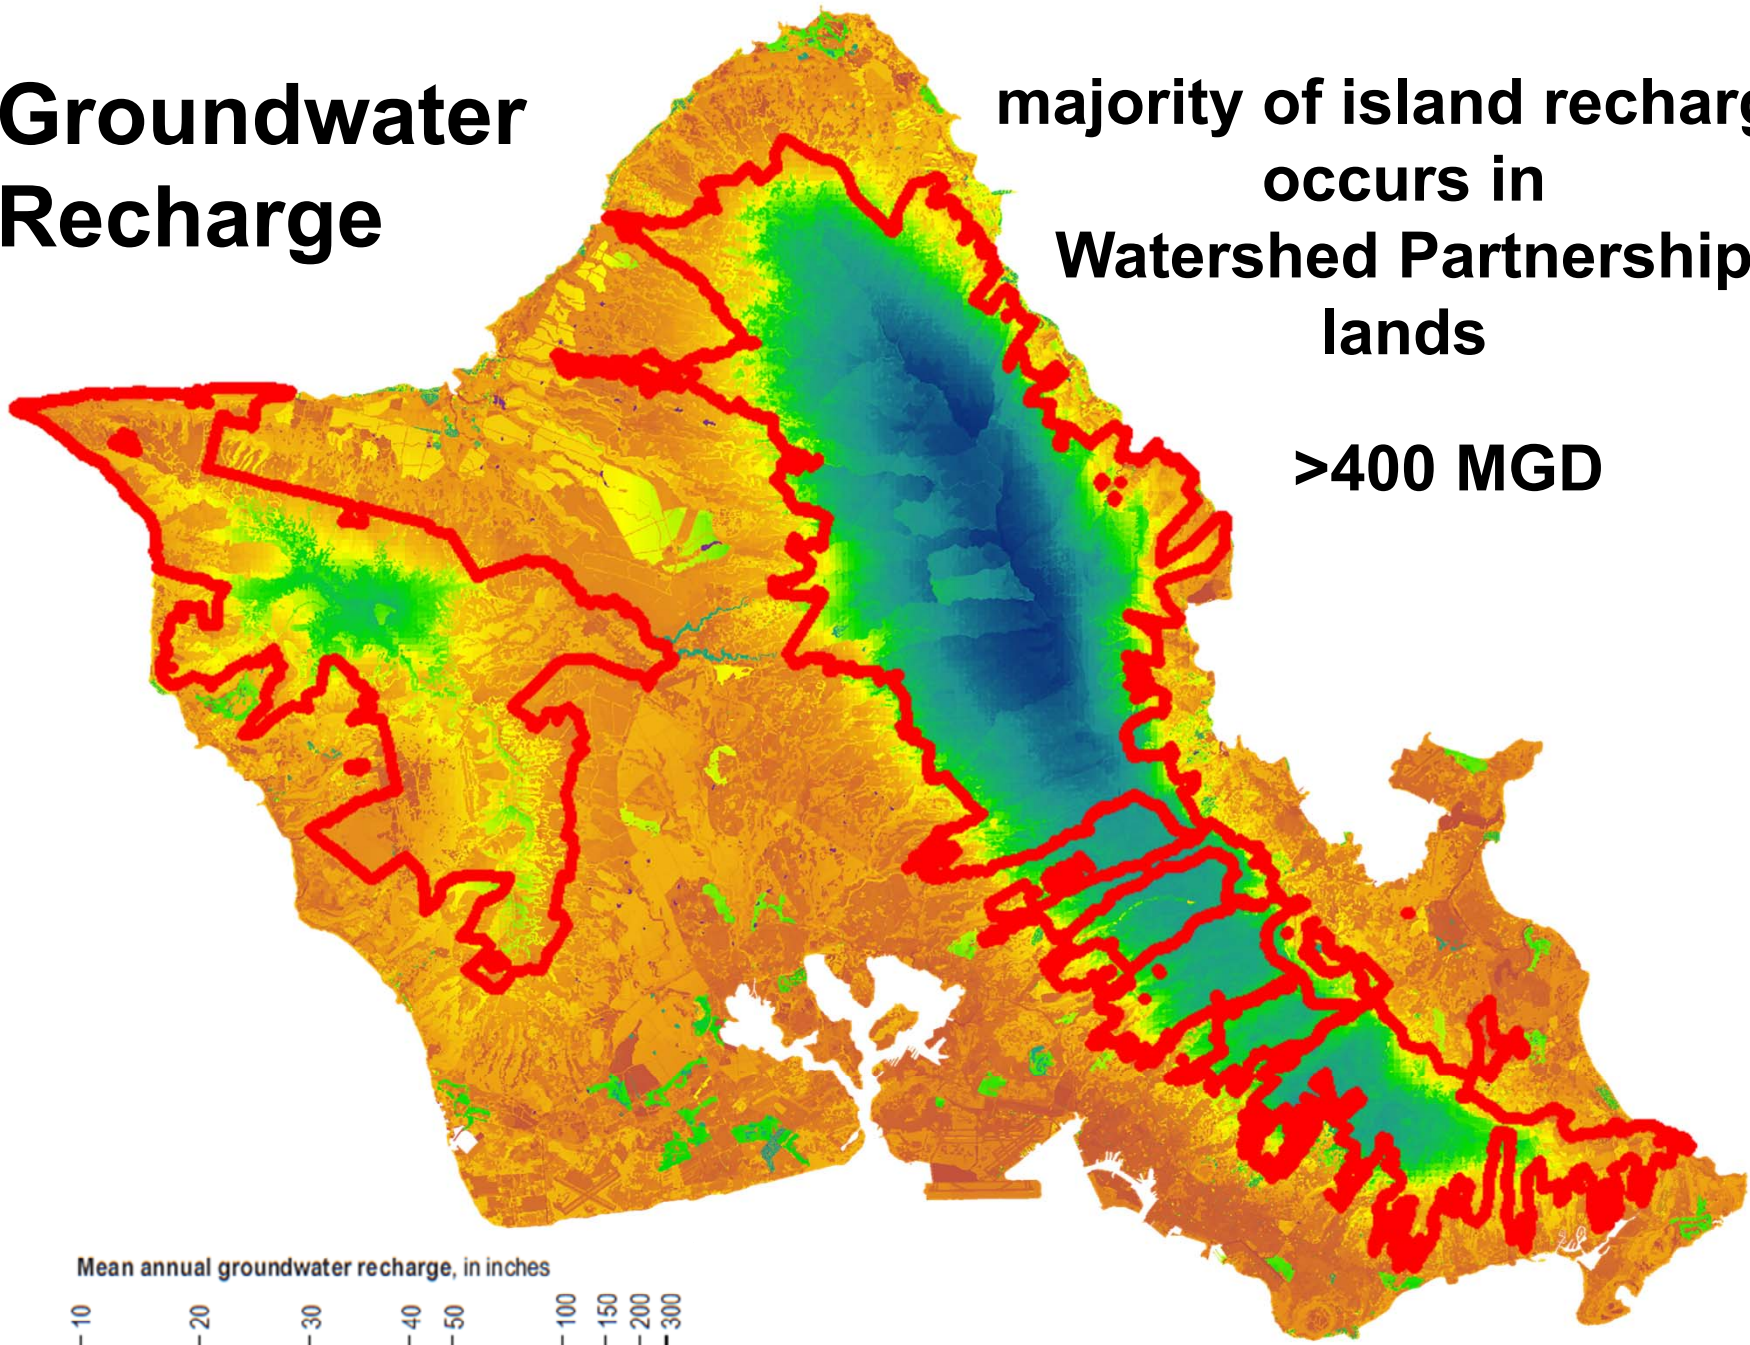 Groundwater
Recharge
majority of island recharg
occurs in
Watershed Partnership
lands
>400 MGD
Mean annual groundwater recharge, in inches
10
20
30
40
50
100
150
200
300